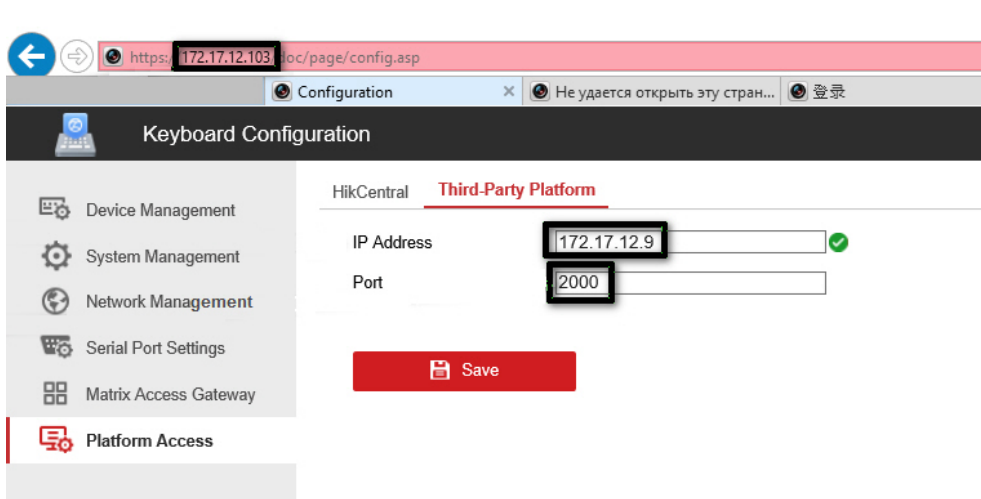 https://172.17.12.103/doc/page/config.asp
Configuration × Не удается открыть эту стран... 登录
Keyboard Configuration
HikCentral Third-Party Platform
Device Management
IP Address 172.17.12.9
System Management
Port 2000
Network Management
Serial Port Settings
Save
Matrix Access Gateway
Platform Access